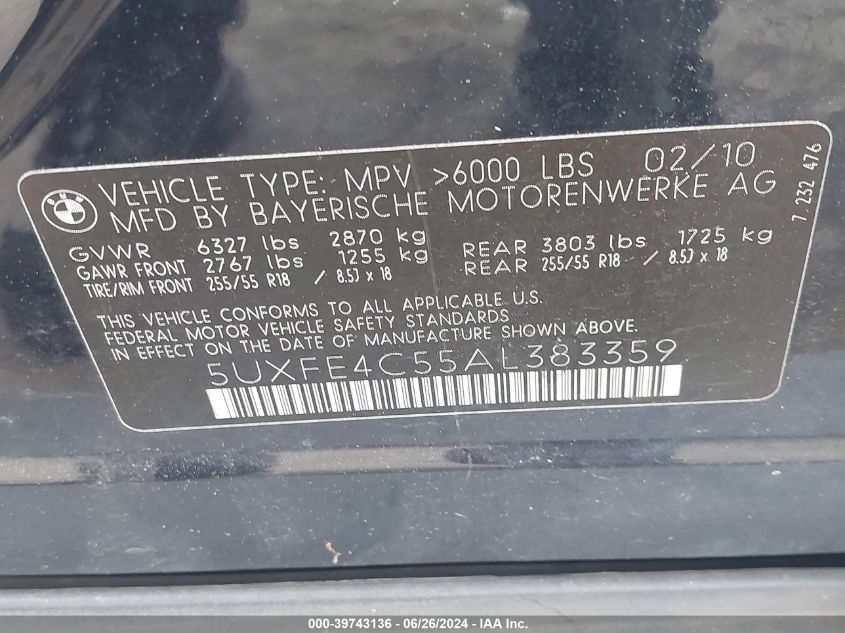 BMW
VEHICLE TYPE: MPV >6000 LBS 02/10
MFD BY BAYERISCHE MOTORENWERKE AG
GVWR 6327 lbs 2870 kg
GAWR FRONT 2767 lbs 1255 kg REAR 3803 lbs 1725 kg
TIRE/RIM FRONT 255/55 R18 / 8.5J x 18 REAR 255/55 R18 / 8.5J x 18
THIS VEHICLE CONFORMS TO ALL APPLICABLE U.S.
FEDERAL MOTOR VEHICLE SAFETY STANDARDS
IN EFFECT ON THE DATE OF MANUFACTURE SHOWN ABOVE.
5UXFE4C55AL383359
7 232 476
000-39743136 - 06/26/2024 - IAA Inc.